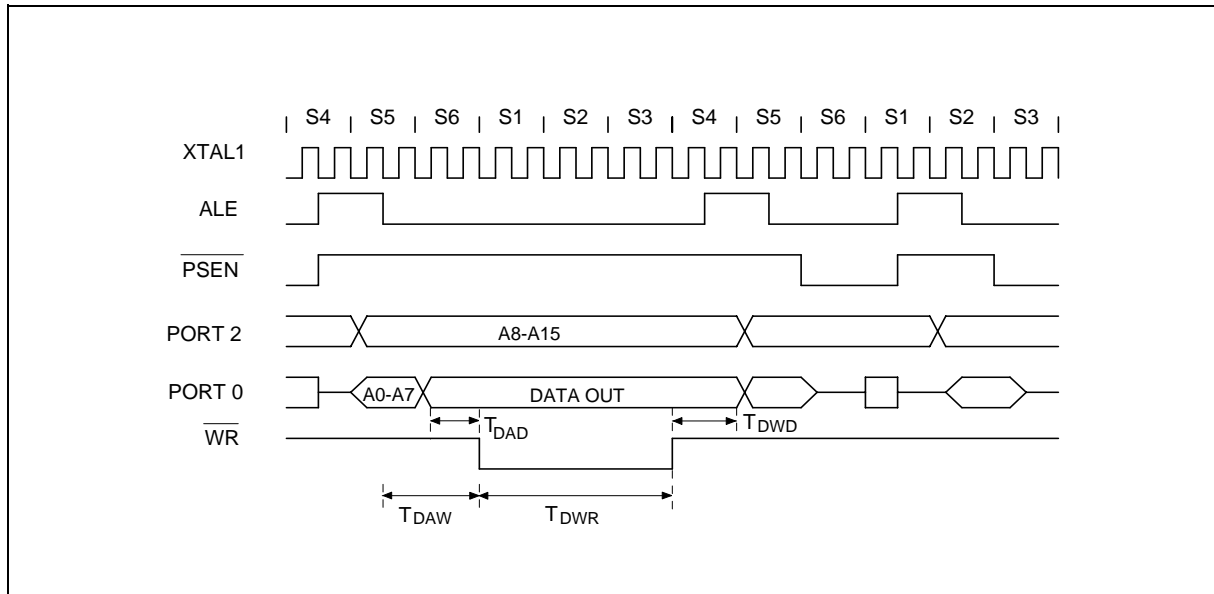 S4 S5 S6 S1 S2 S3 S4 S5 S6 S1 S2 S3
XTAL1
ALE
PSEN
PORT 2 A8-A15
PORT 0 A0-A7 DATA OUT
TDAD TDWD
WR
TDAW TDWR